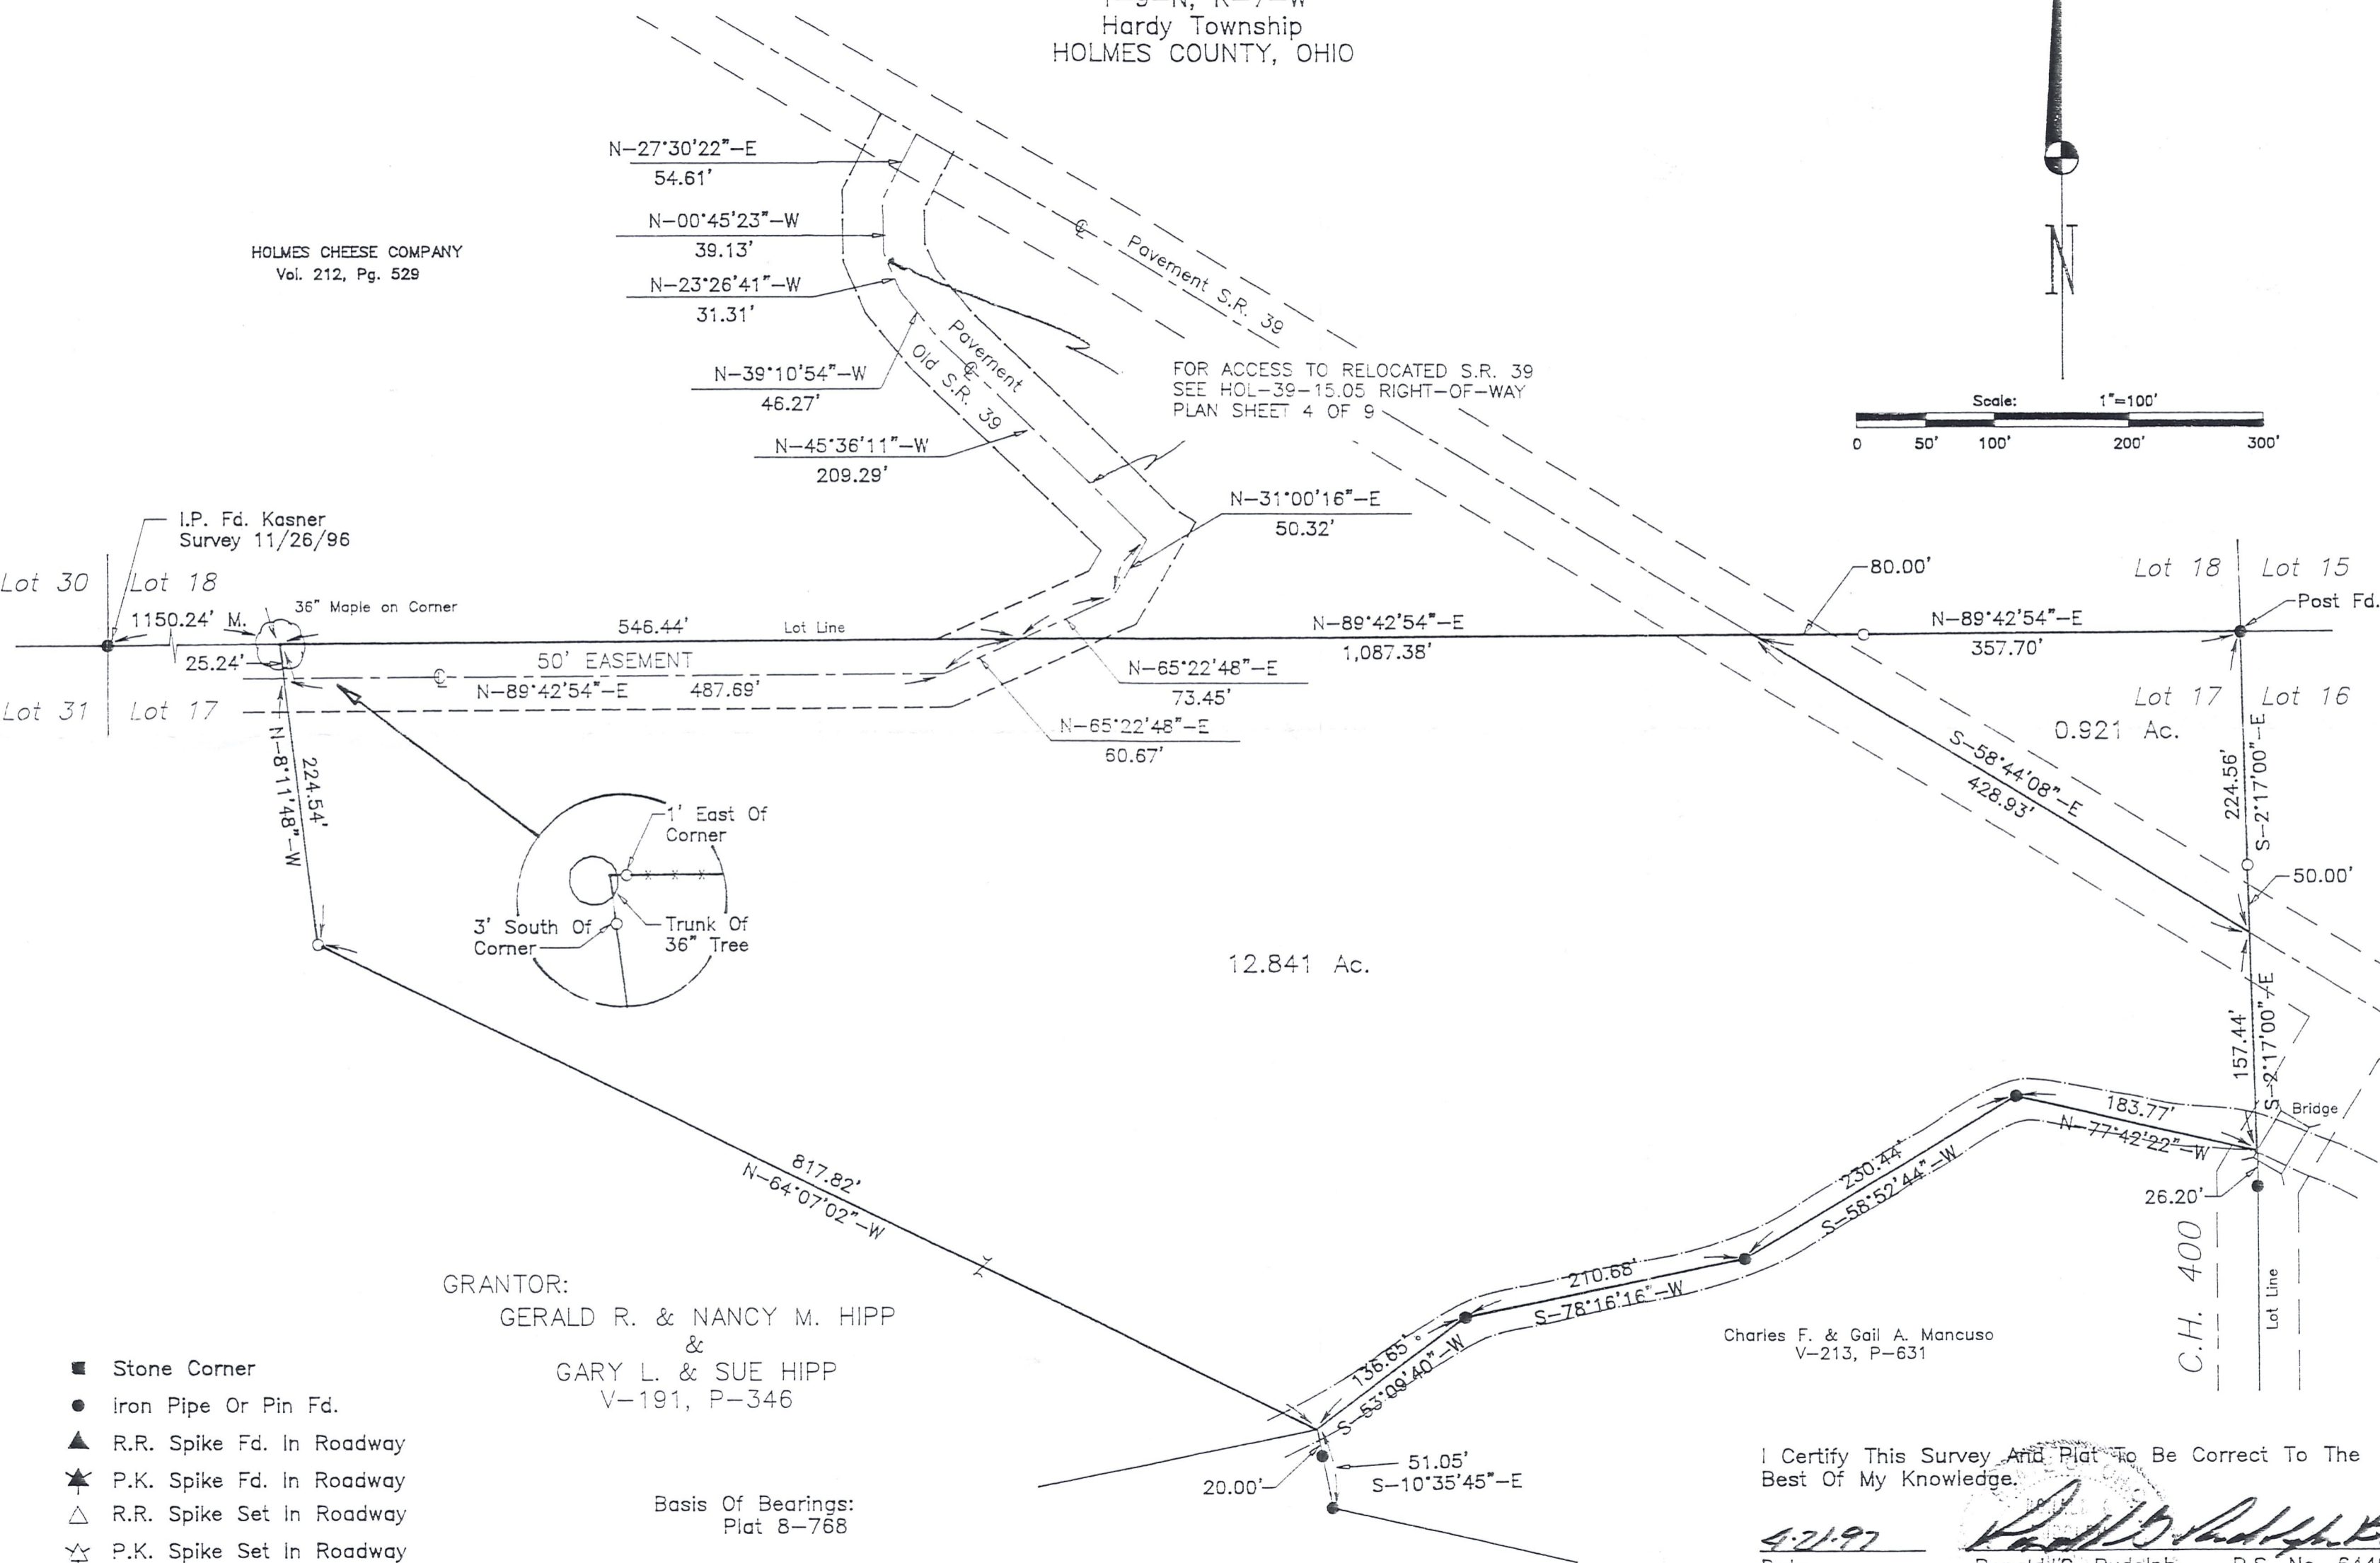 T-9-N, R-7-W
Hardy Township
HOLMES COUNTY, OHIO
N-27°30'22"-E
54.61'
N-00°45'23"-W
39.13'
HOLMES CHEESE COMPANY
Vol. 212, Pg. 529
N-23°26'41"-W
31.31'
N-39°10'54"-W
46.27'
N-45°36'11"-W
209.29'
Pavement
Old S.R. 39
Pavement S.R. 39
N
Scale: 1"=100'
0 50' 100' 200' 300'
FOR ACCESS TO RELOCATED S.R. 39
SEE HOL-39-15.05 RIGHT-OF-WAY
PLAN SHEET 4 OF 9
N-31°00'16"-E
50.32'
I.P. Fd. Kasner
Survey 11/26/96
Lot 30
Lot 18
1150.24' M.
36" Maple on Corner
546.44'
Lot Line
N-89°42'54"-E
1,087.38'
80.00'
Lot 18
Lot 15
Post Fd.
N-89°42'54"-E
357.70'
25.24'
50' EASEMENT
N-89°42'54"-E 487.69'
Lot 31
Lot 17
N-65°22'48"-E
73.45'
N-65°22'48"-E
60.67'
Lot 17
Lot 16
0.921 Ac.
S-58°44'08"-E
428.93'
224.56'
S-2°17'00"-E
50.00'
224.54'
N-8°11'48"-W
1' East Of
Corner
3' South Of
Corner
Trunk Of
36" Tree
12.841 Ac.
157.44'
S-2°17'00"-E
Bridge
183.77'
N-77°42'22"-W
26.20'
230.44'
S-58°52'44"-W
817.82'
N-64°07'02"-W
210.68'
S-78°16'16"-W
136.65'
S-53°09'40"-W
C.H. 400
Lot Line
Charles F. & Gail A. Mancuso
V-213, P-631
GRANTOR:
GERALD R. & NANCY M. HIPP
&
GARY L. & SUE HIPP
V-191, P-346
Stone Corner
Iron Pipe Or Pin Fd.
R.R. Spike Fd. In Roadway
P.K. Spike Fd. In Roadway
R.R. Spike Set In Roadway
P.K. Spike Set In Roadway
Basis Of Bearings:
Plat 8-768
20.00'
51.05'
S-10°35'45"-E
I Certify This Survey And Plat To Be Correct To The
Best Of My Knowledge.
4-21-97